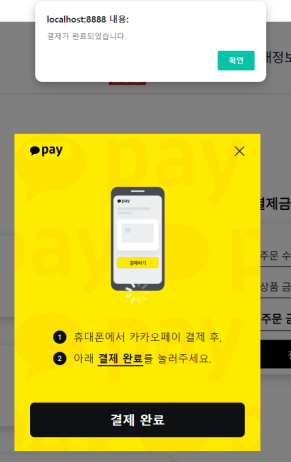 localhost:8888 내용:
결제가 완료되었습니다.
확인
pay
pay
결제하기
1 휴대폰에서 카카오페이 결제 후,
2 아래 결제 완료를 눌러주세요.
결제 완료
결제금
주문 수
상품 금
주문 금